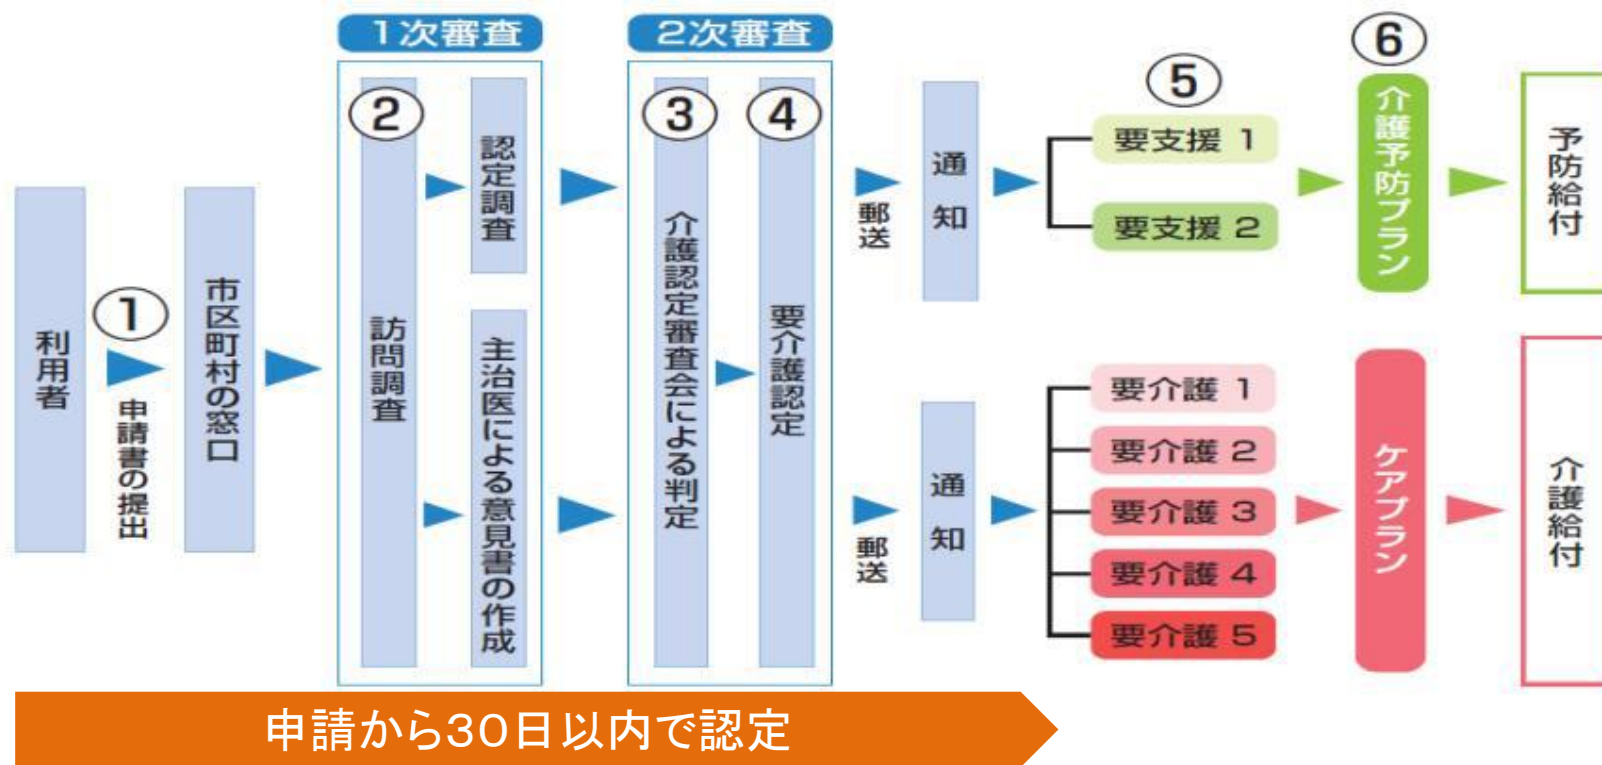 1次審査
2次審査
利用者
①
申請書の提出
市区町村の窓口
②
訪問調査
認定調査
主治医による意見書の作成
③
介護認定審査会による判定
④
要介護認定
郵送
通知
⑤
要支援 1
要支援 2
⑥
介護予防プラン
予防給付
郵送
通知
要介護 1
要介護 2
要介護 3
要介護 4
要介護 5
ケアプラン
介護給付
申請から30日以内で認定